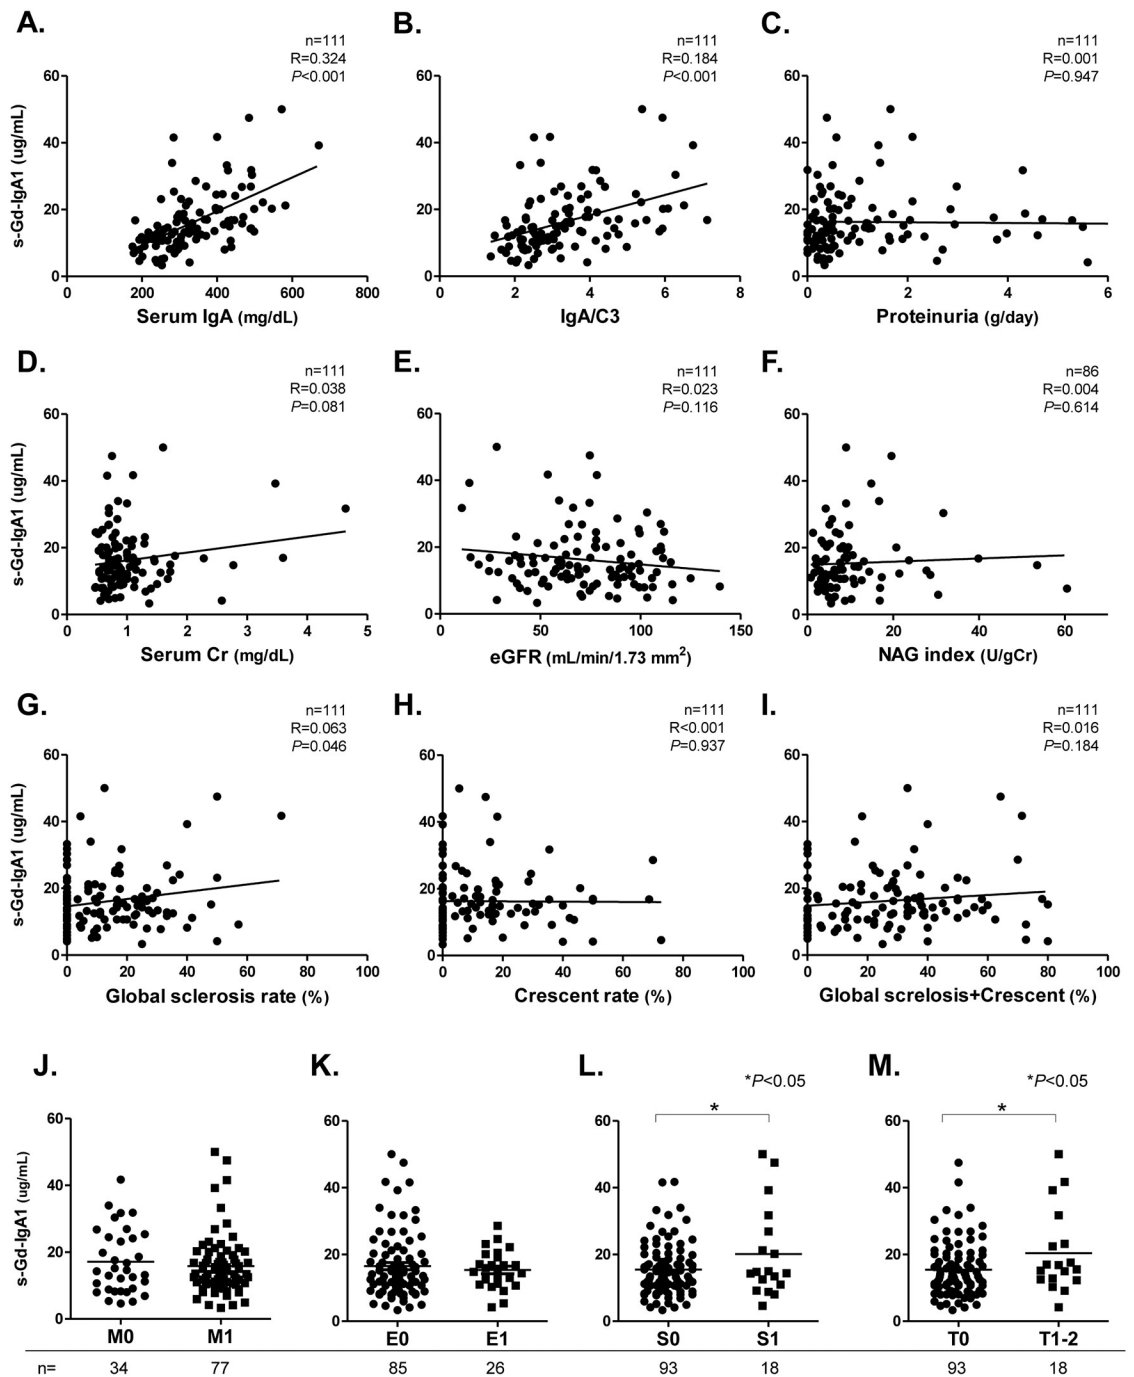 A.
n=111
R=0.324
P<0.001
s-Gd-IgA1 (ug/mL)
60
40
20
0
0 200 400 600 800
Serum IgA (mg/dL)
B.
n=111
R=0.184
P<0.001
60
40
20
0
0 2 4 6 8
IgA/C3
C.
n=111
R=0.001
P=0.947
60
40
20
0
0 2 4 6
Proteinuria (g/day)
D.
n=111
R=0.038
P=0.081
s-Gd-IgA1 (ug/mL)
60
40
20
0
0 1 2 3 4 5
Serum Cr (mg/dL)
E.
n=111
R=0.023
P=0.116
60
40
20
0
0 50 100 150
eGFR (mL/min/1.73 mm²)
F.
n=86
R=0.004
P=0.614
60
40
20
0
0 20 40 60
NAG index (U/gCr)
G.
n=111
R=0.063
P=0.046
s-Gd-IgA1 (ug/mL)
60
40
20
0
0 20 40 60 80 100
Global sclerosis rate (%)
H.
n=111
R<0.001
P=0.937
60
40
20
0
0 20 40 60 80 100
Crescent rate (%)
I.
n=111
R=0.016
P=0.184
60
40
20
0
0 20 40 60 80 100
Global screlosis+Crescent (%)
J.
s-Gd-IgA1 (ug/mL)
60
40
20
0
M0 M1
K.
60
40
20
0
E0 E1
L.
*P<0.05
*
60
40
20
0
S0 S1
M.
*P<0.05
*
60
40
20
0
T0 T1-2
n= 34 77 85 26 93 18 93 18